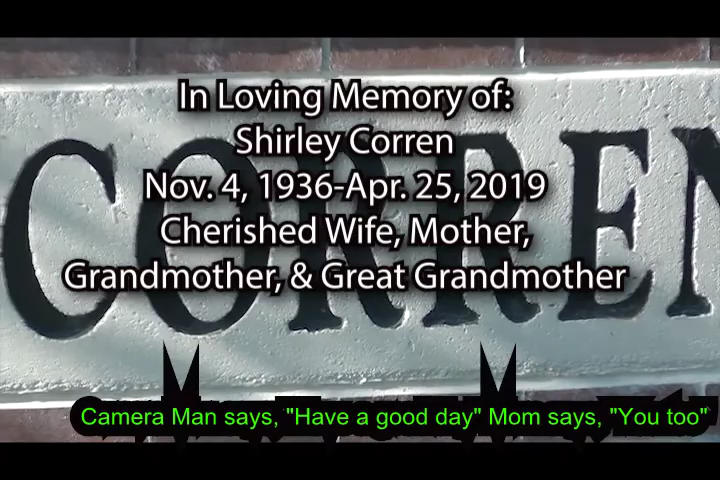 In Loving Memory of:
Shirley Corren
Nov. 4, 1936-Apr. 25, 2019
Cherished Wife, Mother,
Grandmother, & Great Grandmother
CORREN
Camera Man says, "Have a good day" Mom says, "You too"